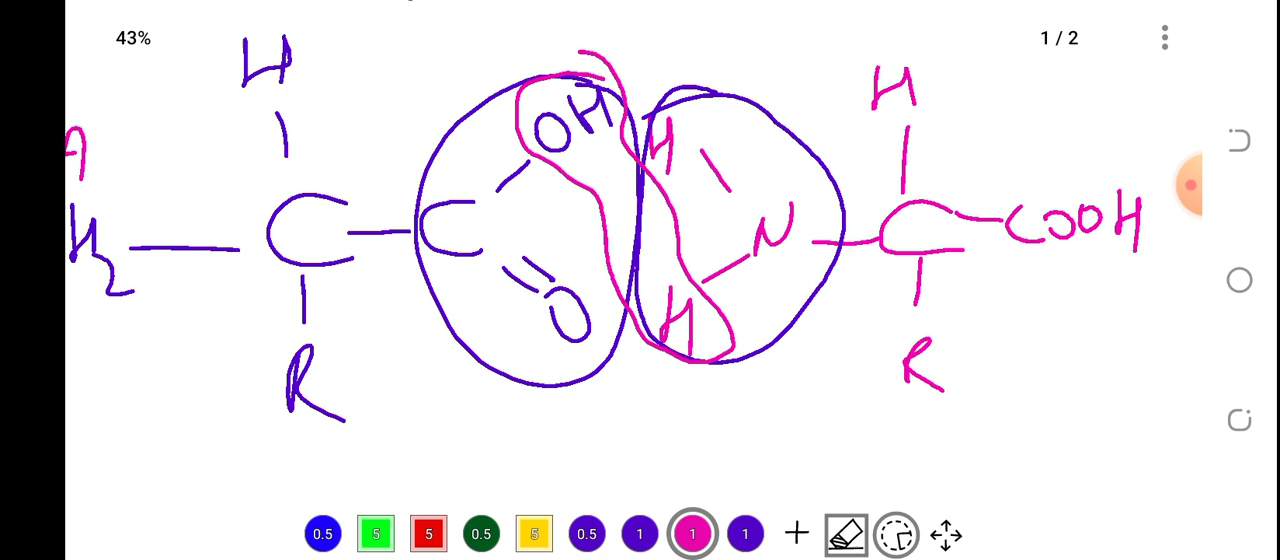 43%
1 / 2
H H
OH H
H2 C C N C COOH
O H
R R
0.5 5 5 0.5 5 0.5 1 1 1